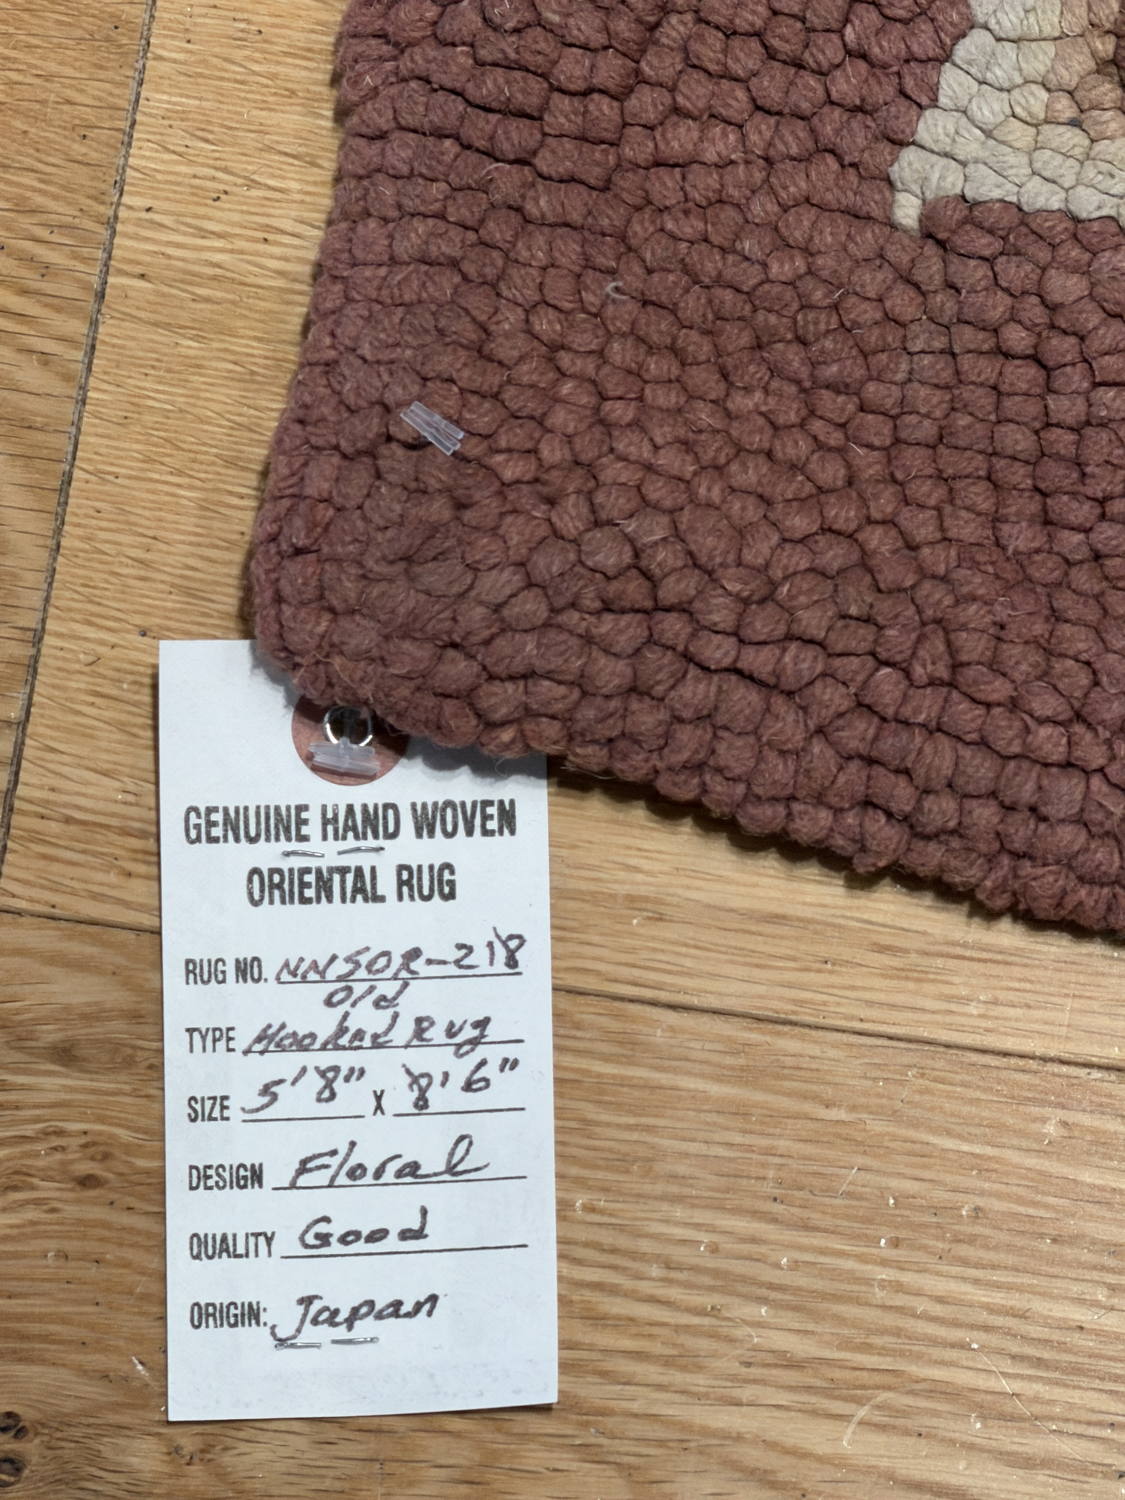 GENUINE HAND WOVEN
ORIENTAL RUG
RUG NO. NNSOR-218
Old
TYPE Hooked Rug
SIZE 5'8" X 8'6"
DESIGN Floral
QUALITY Good
ORIGIN: Japan